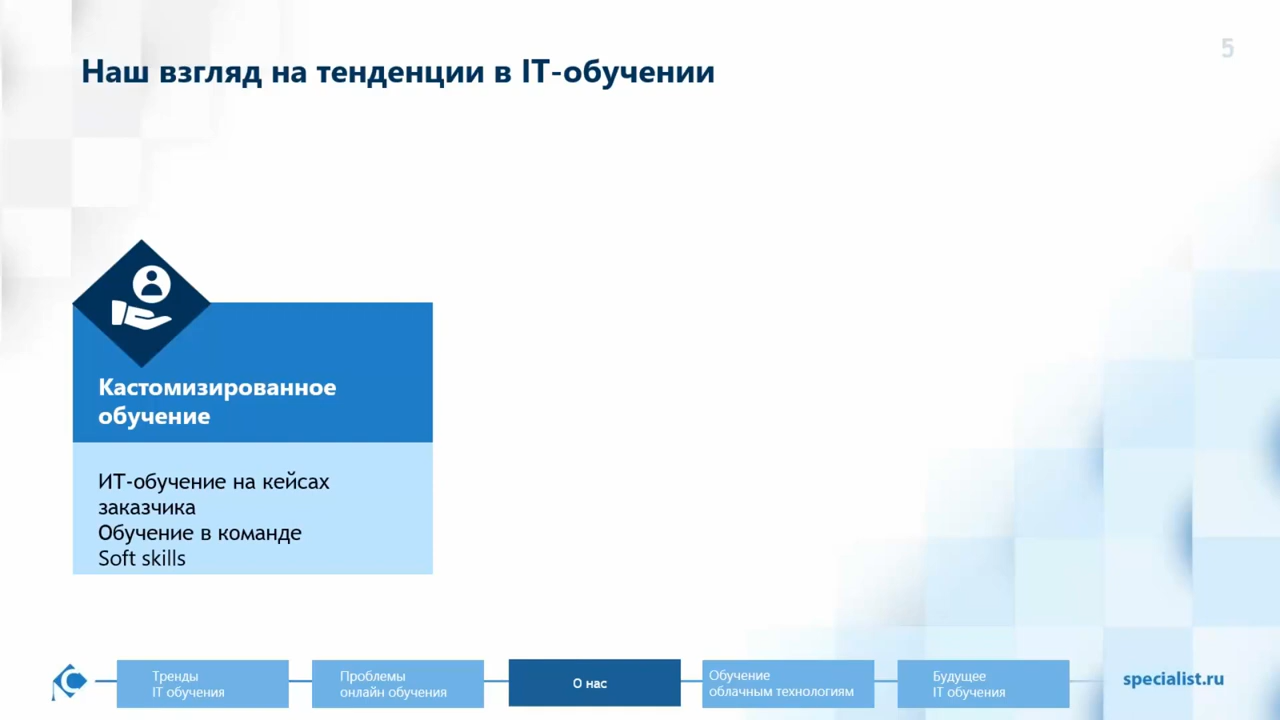 Наш взгляд на тенденции в IT-обучении
5
Кастомизированное
обучение
ИТ-обучение на кейсах
заказчика
Обучение в команде
Soft skills
Тренды
IT обучения
Проблемы
онлайн обучения
О нас
Обучение
облачным технологиям
Будущее
IT обучения
specialist.ru